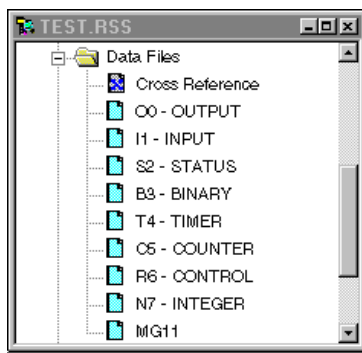 TEST.RSS
Data Files
Cross Reference
O0 - OUTPUT
I1 - INPUT
S2 - STATUS
B3 - BINARY
T4 - TIMER
C5 - COUNTER
R6 - CONTROL
N7 - INTEGER
MG11